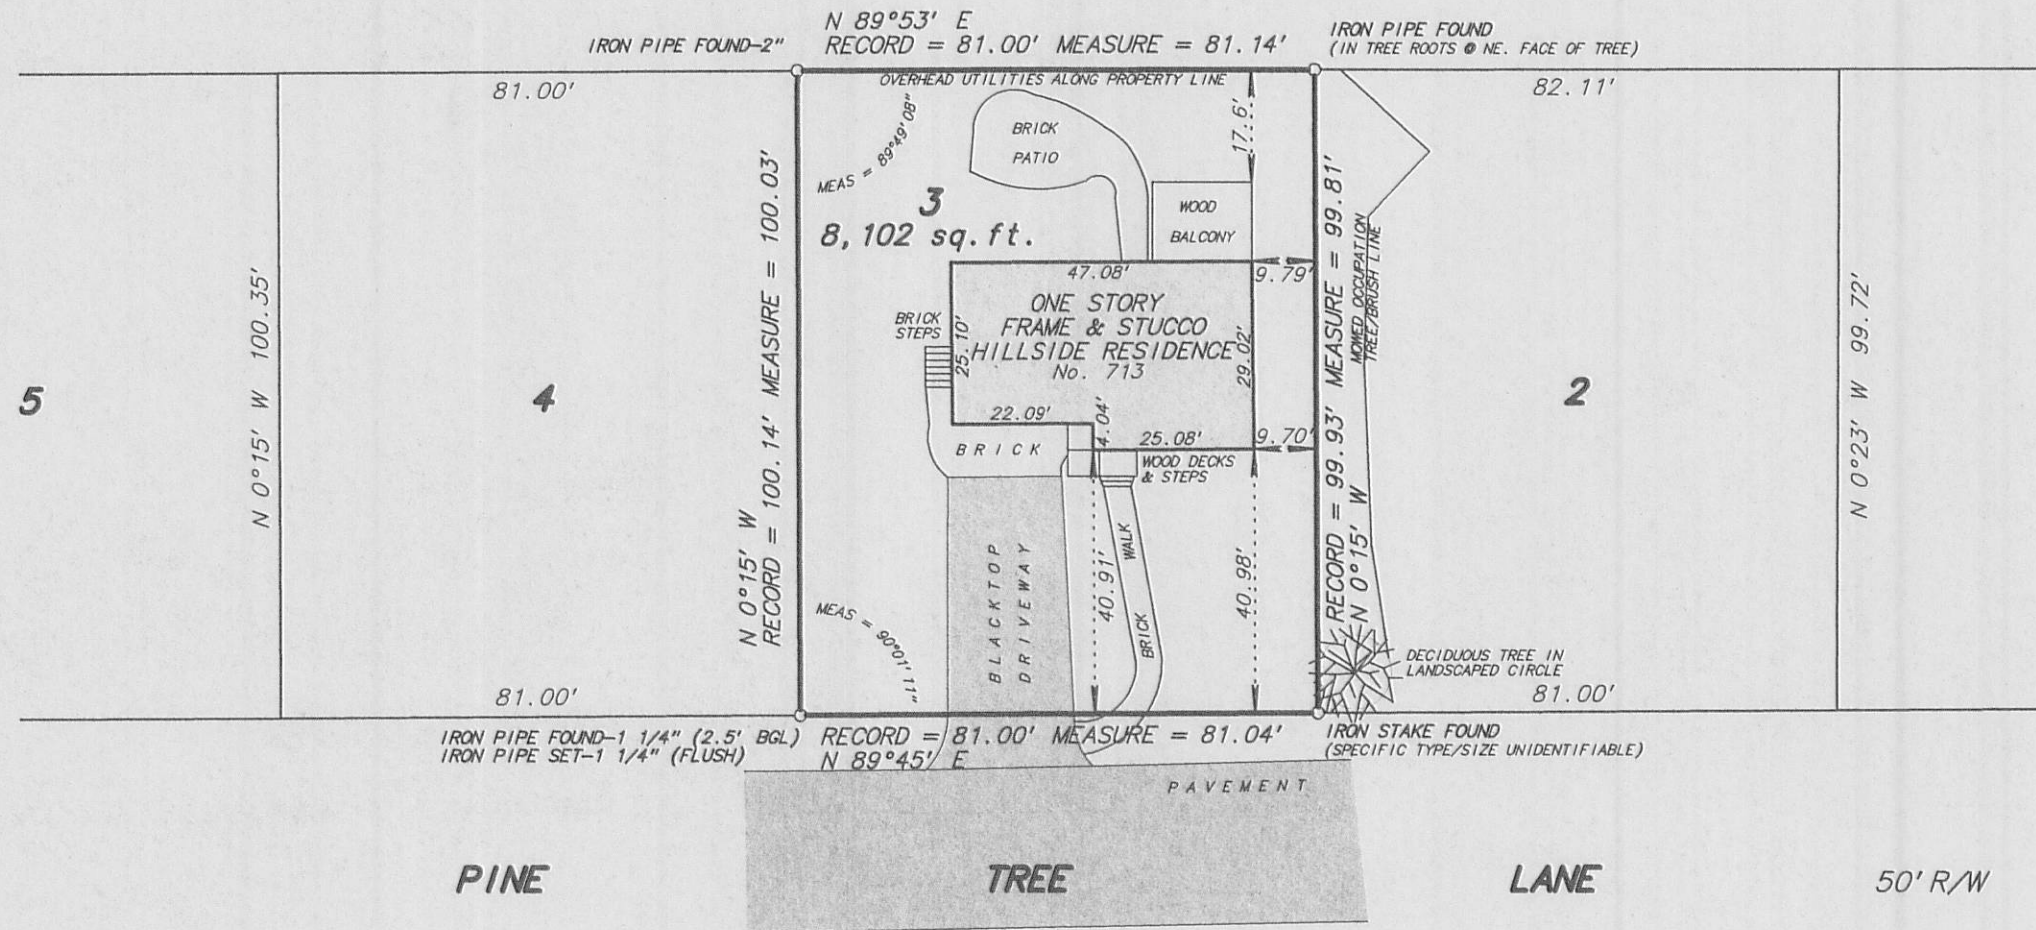 N 89°53' E
IRON PIPE FOUND-2" RECORD = 81.00' MEASURE = 81.14'
IRON PIPE FOUND
(IN TREE ROOTS @ NE. FACE OF TREE)
OVERHEAD UTILITIES ALONG PROPERTY LINE
81.00'
82.11'
MEAS = 89°49'08"
BRICK
PATIO
17.6'
3
8,102 sq.ft.
WOOD
BALCONY
47.08'
9.79'
ONE STORY
FRAME & STUCCO
HILLSIDE RESIDENCE
No. 713
BRICK
STEPS
25.10'
29.02'
22.09'
4.04'
25.08'
9.70'
BRICK
WOOD DECKS
& STEPS
N 0°15' W 100.35'
N 0°15' W
RECORD = 100.14' MEASURE = 100.03'
RECORD = 99.93' MEASURE = 99.81'
N 0°15' W
MOWED OCCUPATION
TREE/BRUSH LINE
N 0°23' W 99.72'
5
4
2
BLACKTOP
DRIVEWAY
40.91'
WALK
BRICK
40.98'
MEAS = 90°01'11"
DECIDUOUS TREE IN
LANDSCAPED CIRCLE
81.00'
81.00'
IRON PIPE FOUND-1 1/4" (2.5' BGL)
IRON PIPE SET-1 1/4" (FLUSH)
RECORD = 81.00' MEASURE = 81.04'
N 89°45' E
IRON STAKE FOUND
(SPECIFIC TYPE/SIZE UNIDENTIFIABLE)
PAVEMENT
PINE TREE LANE 50' R/W